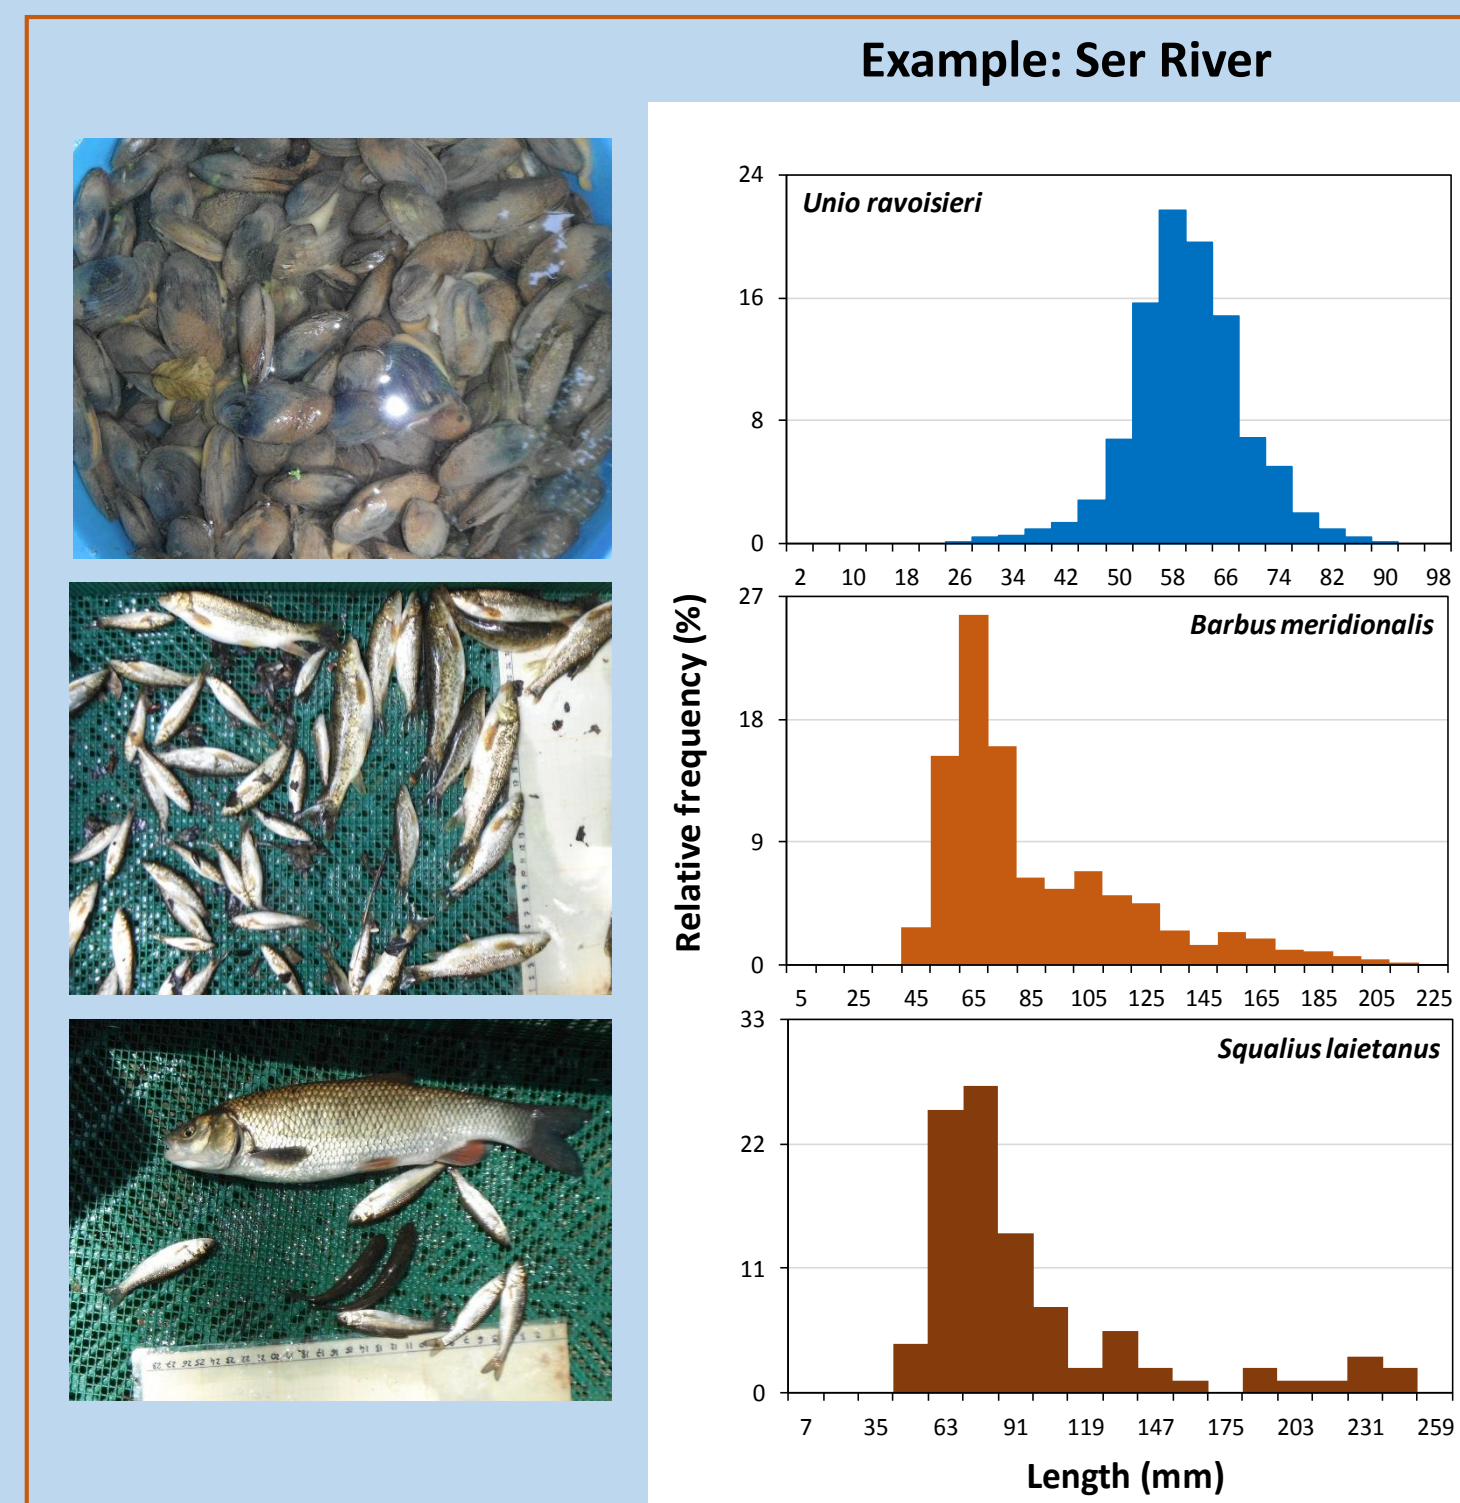 Example: Ser River
24
Unio ravoisieri
16
8
0
2 10 18 26 34 42 50 58 66 74 82 90 98
Relative frequency (%)
27
Barbus meridionalis
18
9
0
5 25 45 65 85 105 125 145 165 185 205 225
33
Squalius laietanus
22
11
0
7 35 63 91 119 147 175 203 231 259
Length (mm)